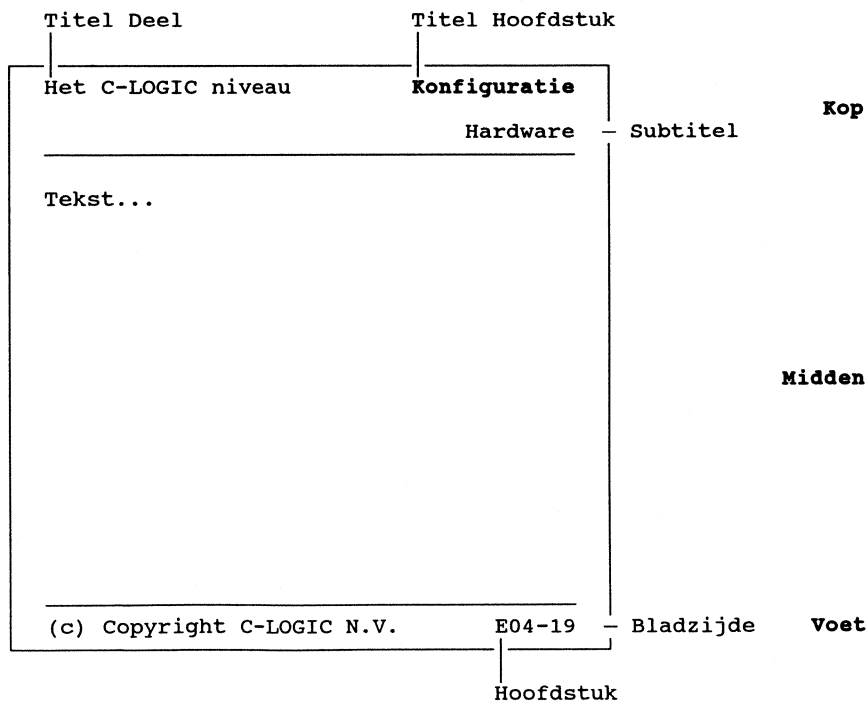 Titel Deel Titel Hoofdstuk
Het C-LOGIC niveau Konfiguratie
Kop
Hardware Subtitel
Tekst...
Midden
(c) Copyright C-LOGIC N.V. E04-19 Bladzijde Voet
Hoofdstuk